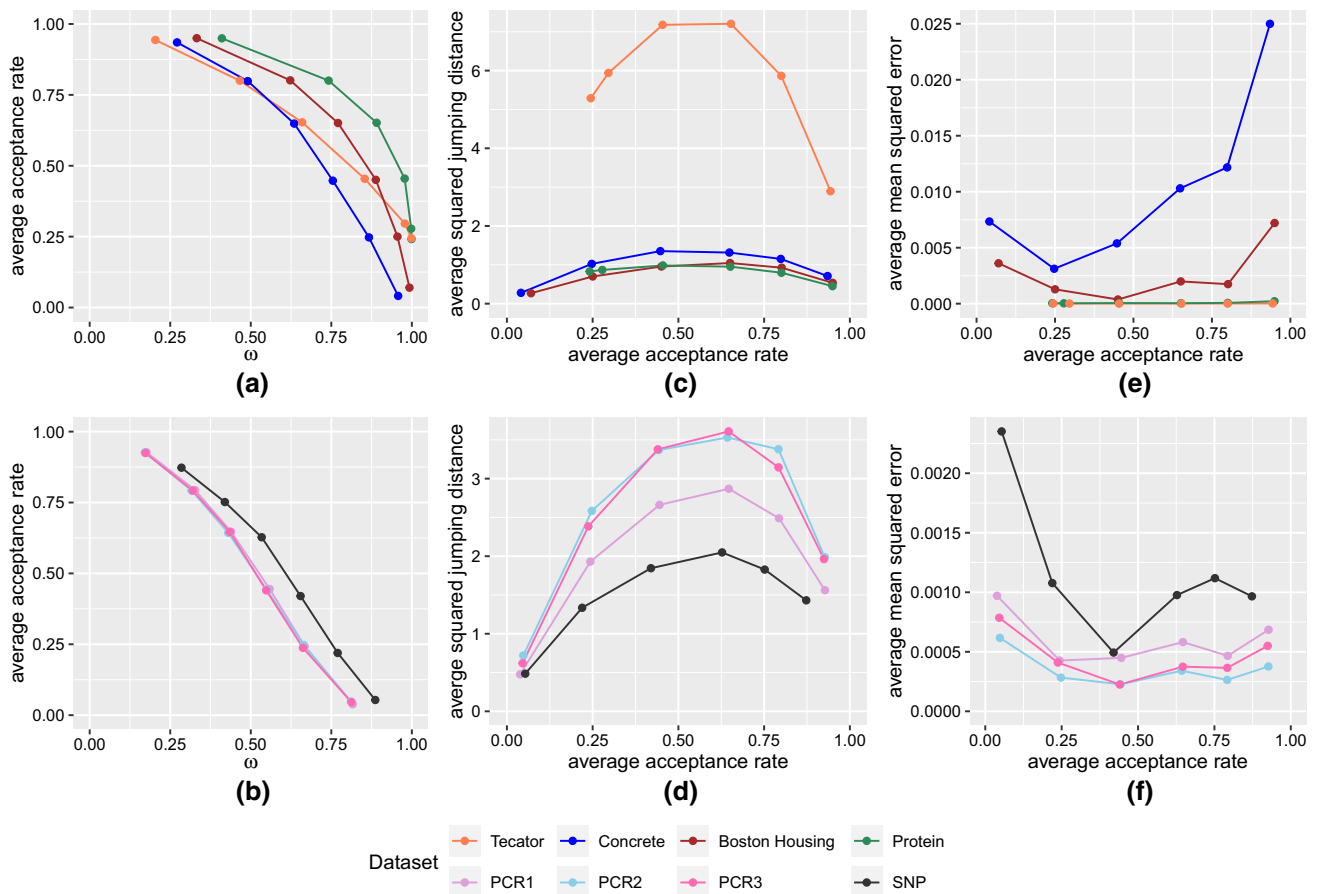 average acceptance rate
1.00
0.75
0.50
0.25
0.00
0.00 0.25 0.50 0.75 1.00
ω
(a)
average squared jumping distance
6
4
2
0
0.00 0.25 0.50 0.75 1.00
average acceptance rate
(c)
average mean squared error
0.025
0.020
0.015
0.010
0.005
0.000
0.00 0.25 0.50 0.75 1.00
average acceptance rate
(e)
average acceptance rate
1.00
0.75
0.50
0.25
0.00
0.00 0.25 0.50 0.75 1.00
ω
(b)
averge squared jumping distance
3
2
1
0
0.00 0.25 0.50 0.75 1.00
average acceptance rate
(d)
average mean squared error
0.0020
0.0015
0.0010
0.0005
0.0000
0.00 0.25 0.50 0.75 1.00
average acceptance rate
(f)
Dataset
Tecator Concrete Boston Housing Protein
PCR1 PCR2 PCR3 SNP